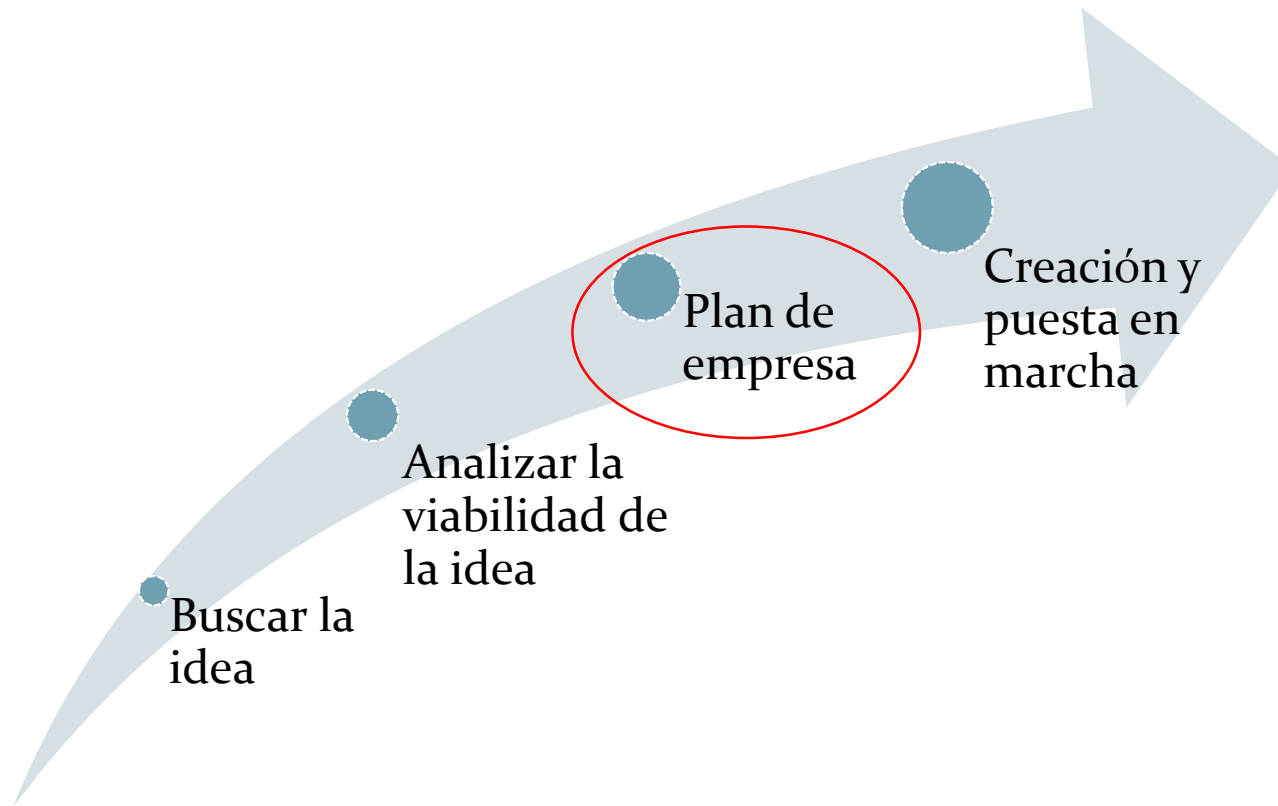 Buscar la
idea
Analizar la
viabilidad de
la idea
Plan de
empresa
Creación y
puesta en
marcha